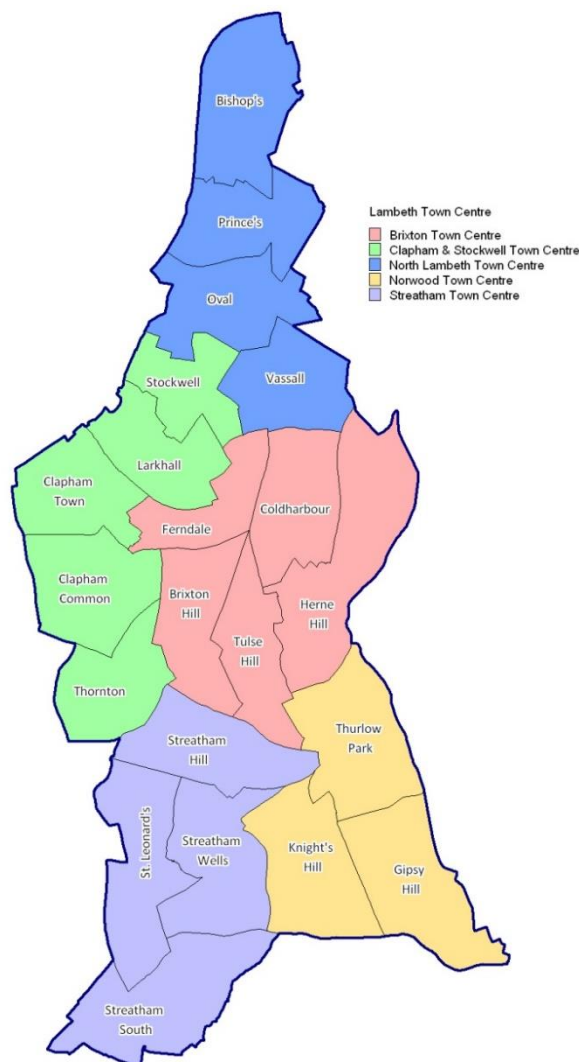 Bishop's
Prince's
Lambeth Town Centre
Brixton Town Centre
Clapham & Stockwell Town Centre
North Lambeth Town Centre
Norwood Town Centre
Streatham Town Centre
Oval
Stockwell
Vassall
Larkhall
Clapham
Town
Ferndale
Coldharbour
Clapham
Common
Brixton
Hill
Herne
Hill
Tulse
Hill
Thornton
Streatham
Hill
Thurlow
Park
St. Leonard's
Streatham
Wells
Knight's
Hill
Gipsy
Hill
Streatham
South